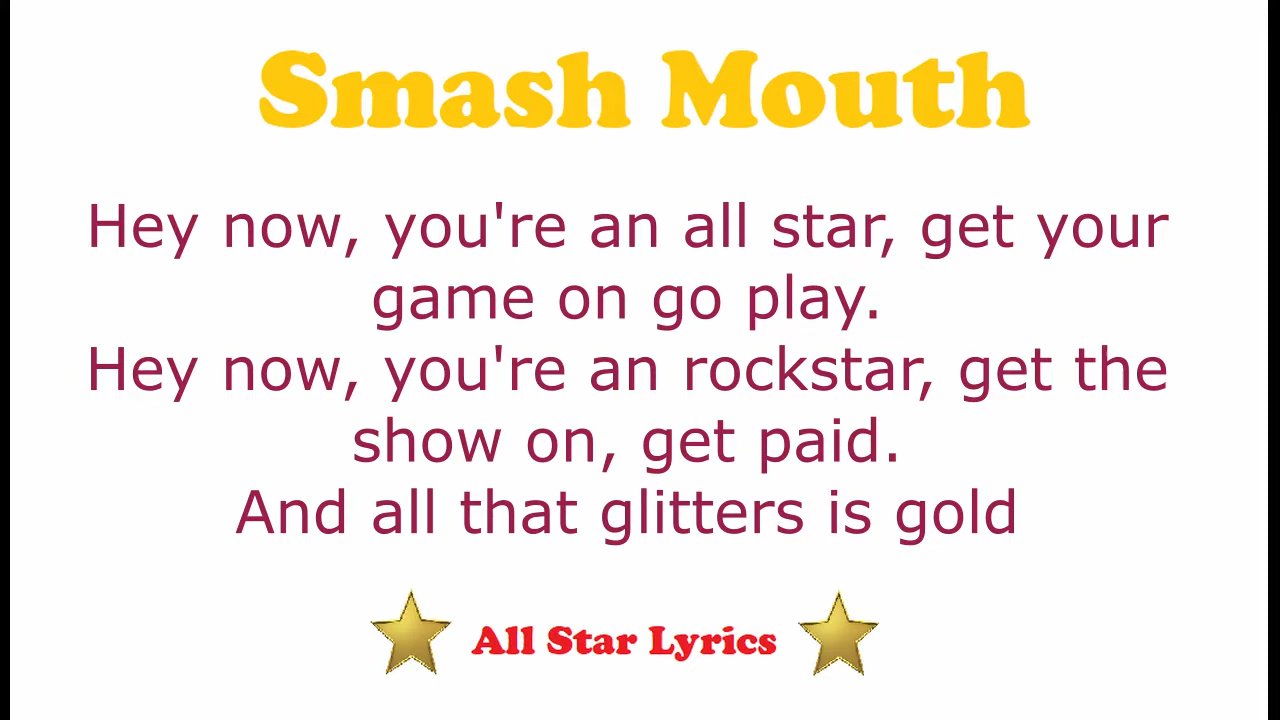 Smash Mouth
Hey now, you're an all star, get your
game on go play.
Hey now, you're an rockstar, get the
show on, get paid.
And all that glitters is gold
All Star Lyrics